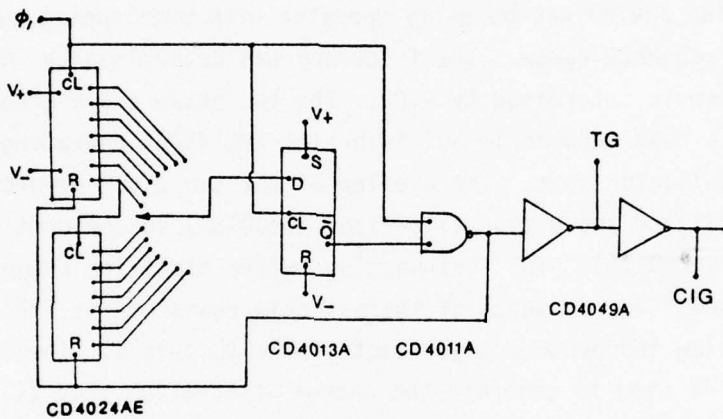 ϕ₁
CL
V+
V−
R
CL
R
CD4024AE
V+
S
D
CL
Q̅
R
V−
CD4013A
CD4011A
TG
CD4049A
CIG